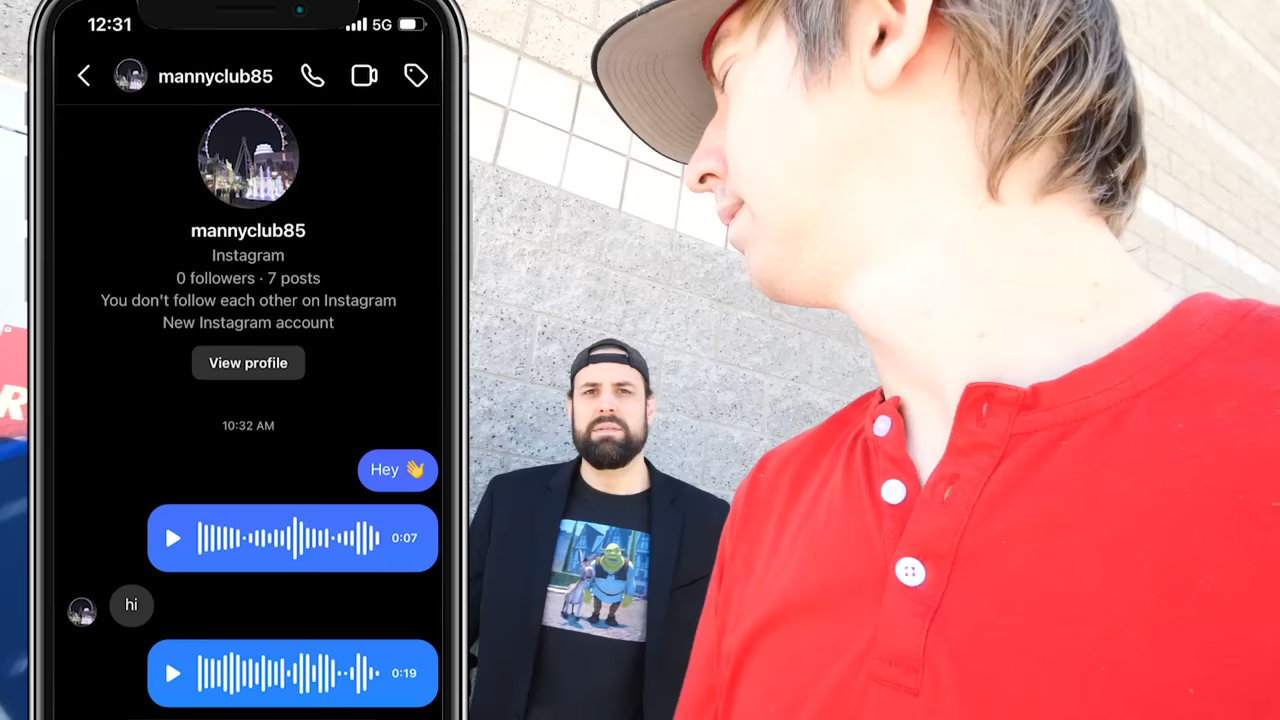 12:31
5G
mannyclub85
mannyclub85
Instagram
0 followers · 7 posts
You don't follow each other on Instagram
New Instagram account
View profile
10:32 AM
Hey 👋
0:07
hi
0:19
R